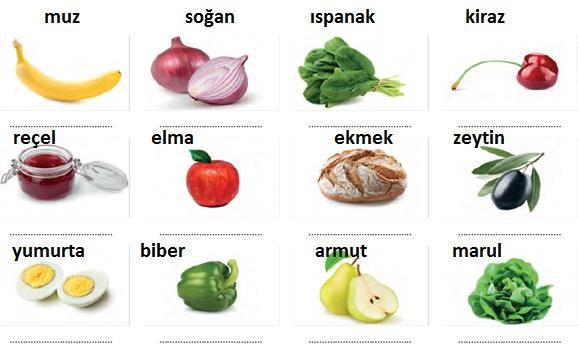 muz soğan ıspanak kiraz
reçel elma ekmek zeytin
yumurta biber armut marul